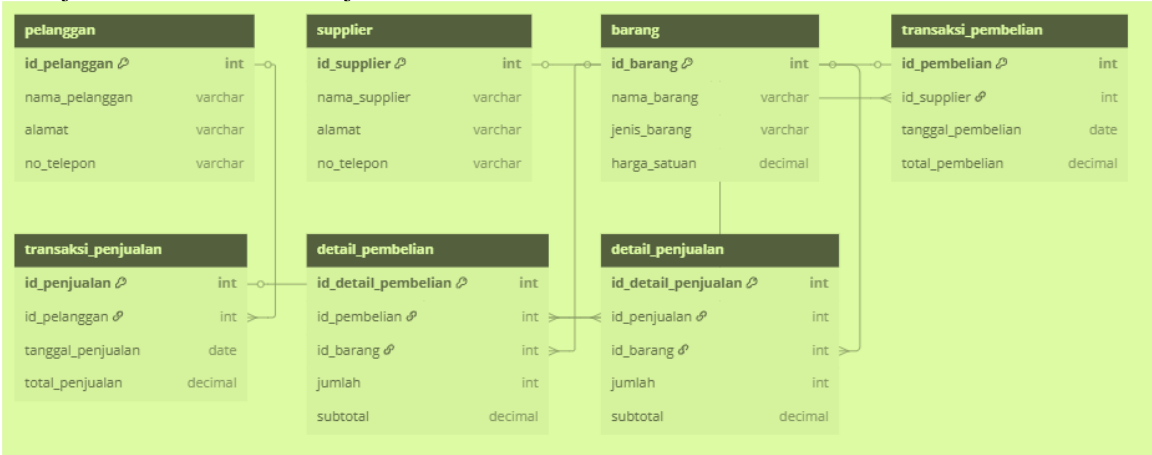 pelanggan
id_pelanggan int
nama_pelanggan varchar
alamat varchar
no_telepon varchar
supplier
id_supplier int
nama_supplier varchar
alamat varchar
no_telepon varchar
barang
id_barang int
nama_barang varchar
jenis_barang varchar
harga_satuan decimal
transaksi_pembelian
id_pembelian int
id_supplier int
tanggal_pembelian date
total_pembelian decimal
transaksi_penjualan
id_penjualan int
id_pelanggan int
tanggal_penjualan date
total_penjualan decimal
detail_pembelian
id_detail_pembelian int
id_pembelian int
id_barang int
jumlah int
subtotal decimal
detail_penjualan
id_detail_penjualan int
id_penjualan int
id_barang int
jumlah int
subtotal decimal